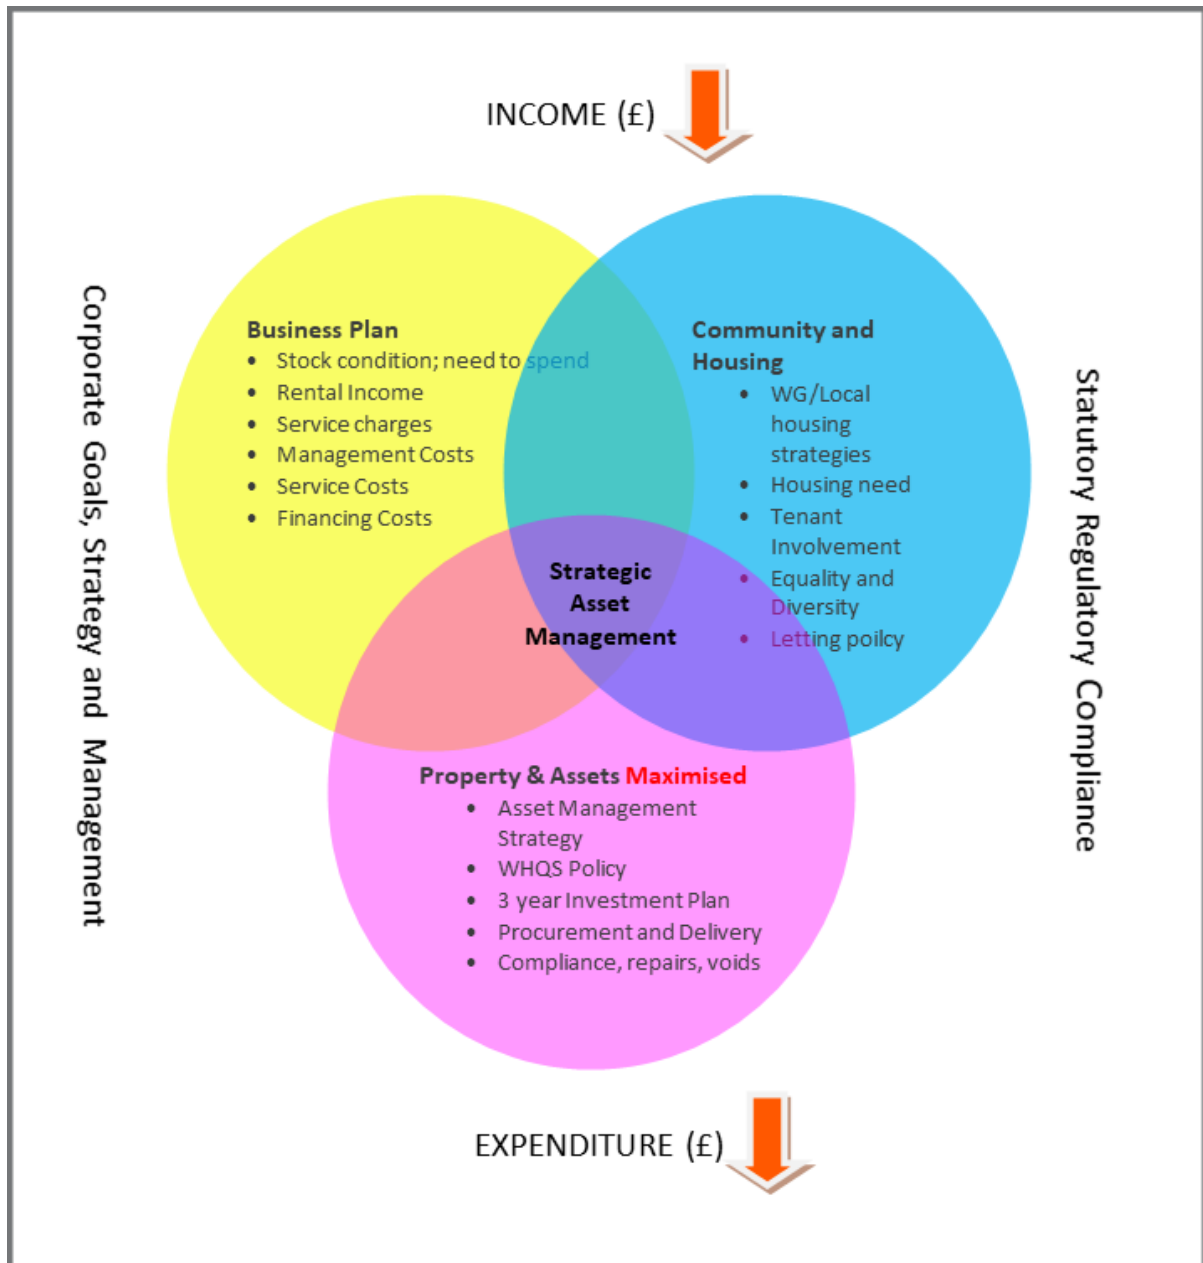 INCOME (£)
Corporate Goals, Strategy and Management
Business Plan
• Stock condition; need to spend
• Rental Income
• Service charges
• Management Costs
• Service Costs
• Financing Costs
Community and
Housing
• WG/Local
housing
strategies
• Housing need
• Tenant
Involvement
• Equality and
Diversity
• Letting poilcy
Statutory Regulatory Compliance
Strategic
Asset
Management
Property & Assets Maximised
• Asset Management
Strategy
• WHQS Policy
• 3 year Investment Plan
• Procurement and Delivery
• Compliance, repairs, voids
EXPENDITURE (£)